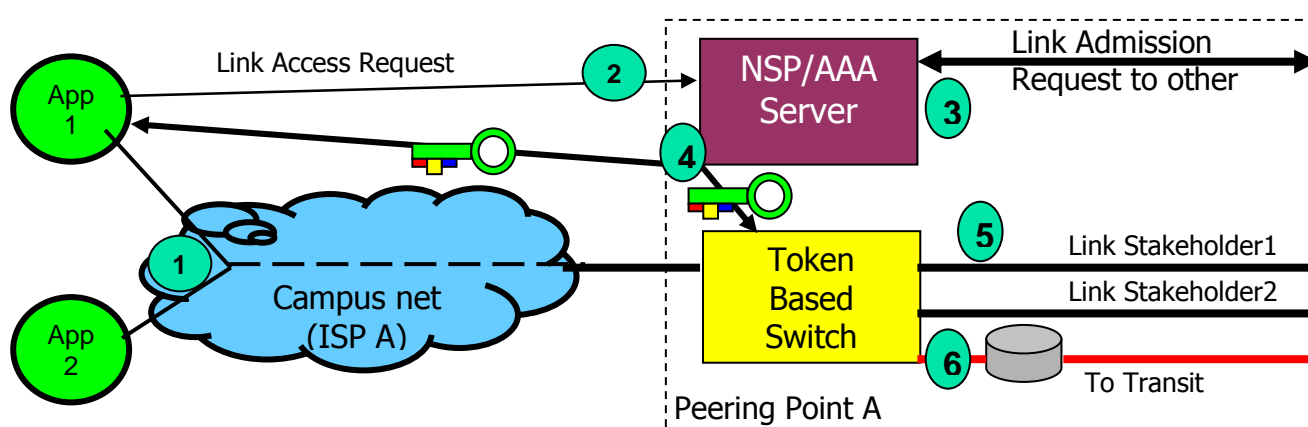 App
1
Link Access Request
2
NSP/AAA
Server
Link Admission
Request to other
3
4
1
Campus net
(ISP A)
App
2
Token
Based
Switch
5
Link Stakeholder1
Link Stakeholder2
6
To Transit
Peering Point A